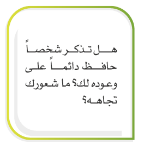 هل تذكر شخصاً
حافظ دائماً على
وعوده لك؟ ما شعورك
تجاهه؟